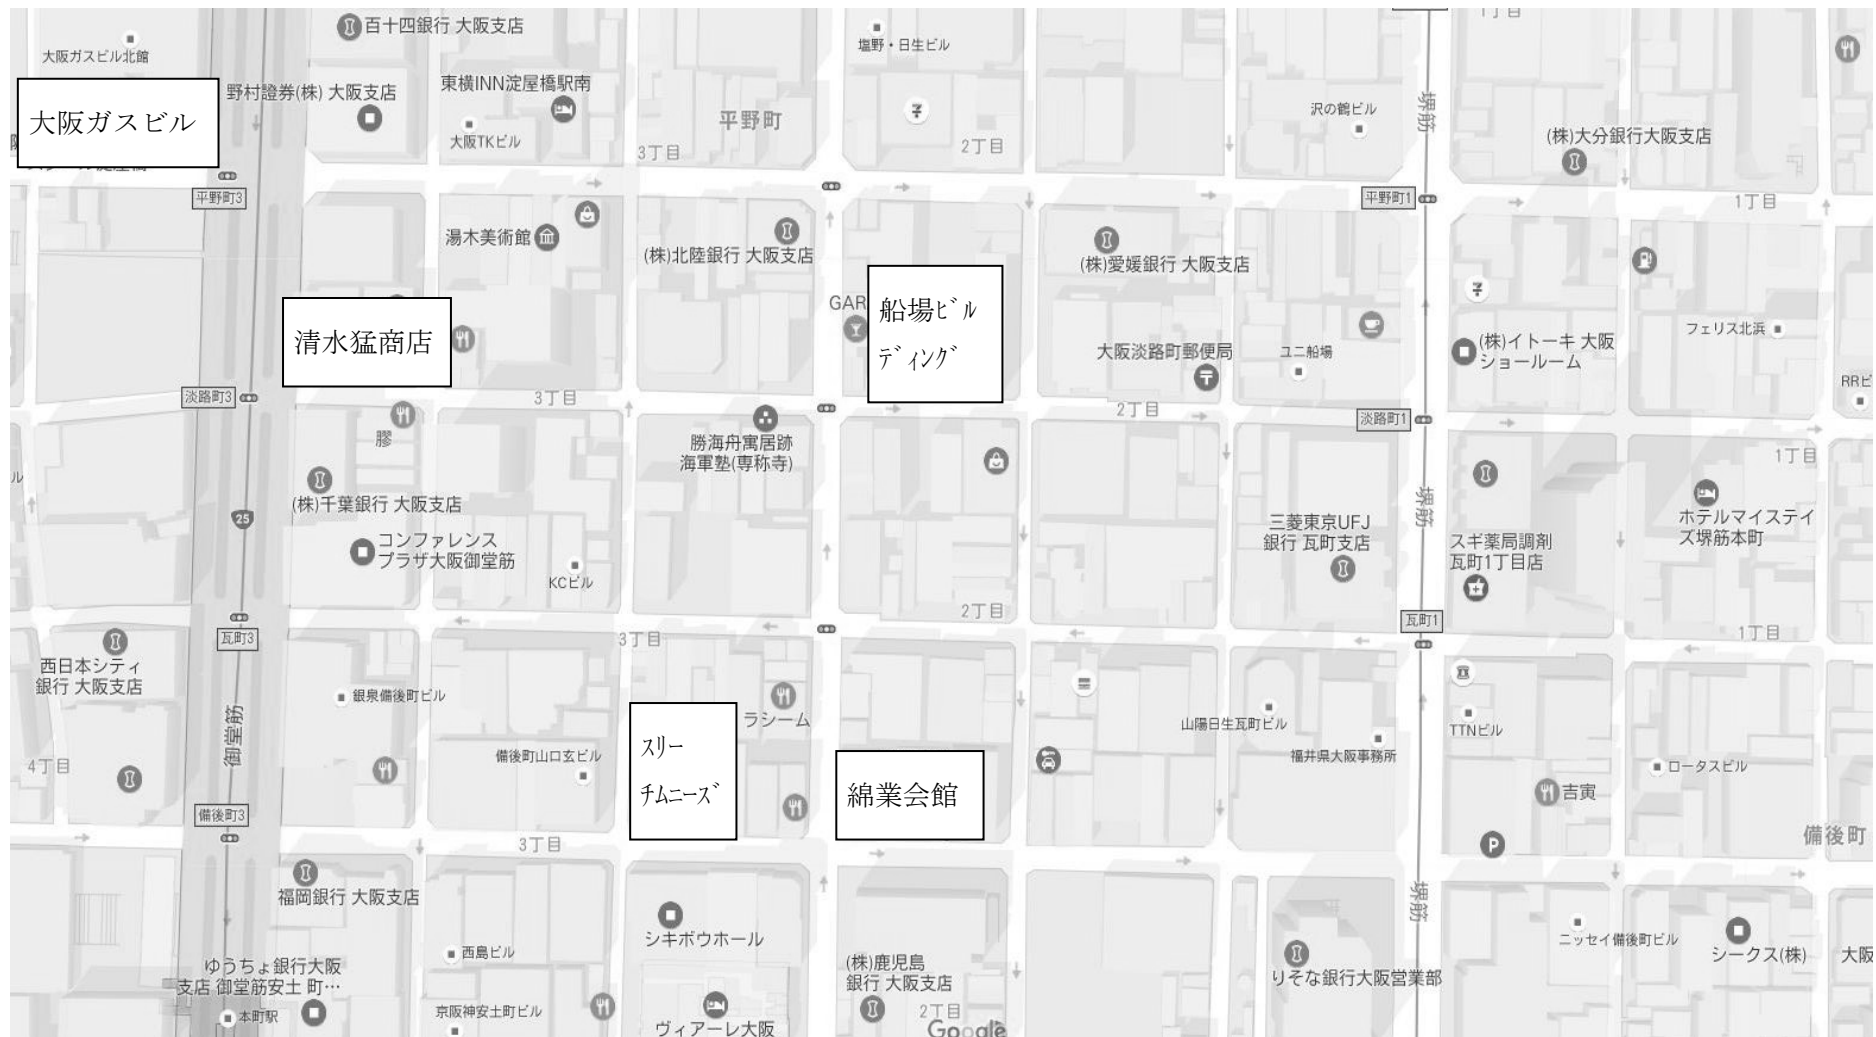 百十四銀行 大阪支店
1丁目
大阪ガスビル北館
塩野・日生ビル
野村證券(株) 大阪支店
東横INN淀屋橋駅南
大阪ガスビル
平野町
沢の鶴ビル
堺筋
(株)大分銀行大阪支店
大阪TKビル
3丁目
2丁目
平野町3
平野町1
1丁目
湯木美術館
(株)北陸銀行 大阪支店
(株)愛媛銀行 大阪支店
GAR
船場ビル
ディング
清水猛商店
大阪淡路町郵便局
ユニ船場
(株)イトーキ 大阪
ショールーム
フェリス北浜
RRビ
淡路町3
3丁目
2丁目
淡路町1
膠
勝海舟寓居跡
海軍塾(専称寺)
1丁目
ル
(株)千葉銀行 大阪支店
25
堺筋
ホテルマイステイ
ズ堺筋本町
コンファレンス
プラザ大阪御堂筋
三菱東京UFJ
銀行 瓦町支店
スギ薬局調剤
瓦町1丁目店
KCビル
2丁目
瓦町3
3丁目
瓦町1
1丁目
西日本シティ
銀行 大阪支店
銀泉備後町ビル
御堂筋
ラシーム
山陽日生瓦町ビル
TTNビル
スリー
チムニーズ
備後町山口玄ビル
福井県大阪事務所
4丁目
ロータスビル
綿業会館
吉寅
備後町3
3丁目
P
備後町
福岡銀行 大阪支店
堺筋
シキボウホール
西島ビル
ニッセイ備後町ビル
シークス(株)
大阪
ゆうちょ銀行大阪
支店 御堂筋安土 町…
(株)鹿児島
銀行 大阪支店
りそな銀行大阪営業部
本町駅
京阪神安土町ビル
ヴィアーレ大阪
2丁目
Google